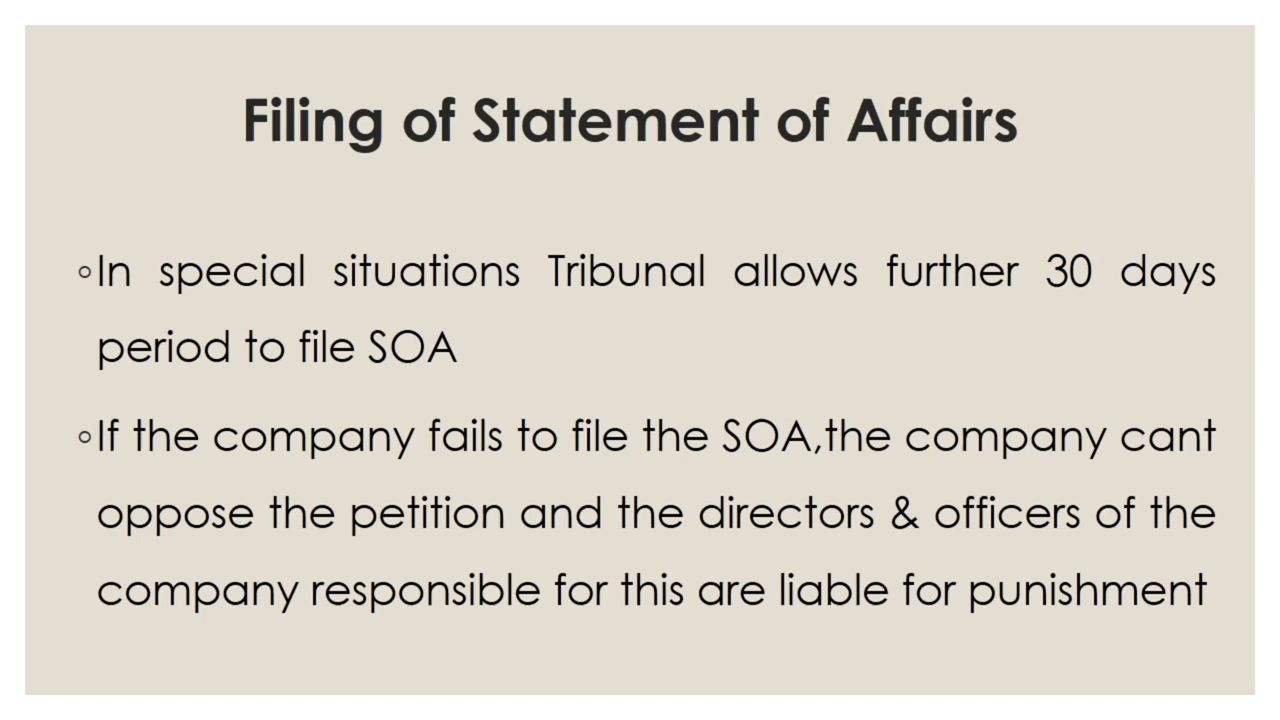 Filing of Statement of Affairs
◦In special situations Tribunal allows further 30 days
period to file SOA
◦If the company fails to file the SOA,the company cant
oppose the petition and the directors & officers of the
company responsible for this are liable for punishment